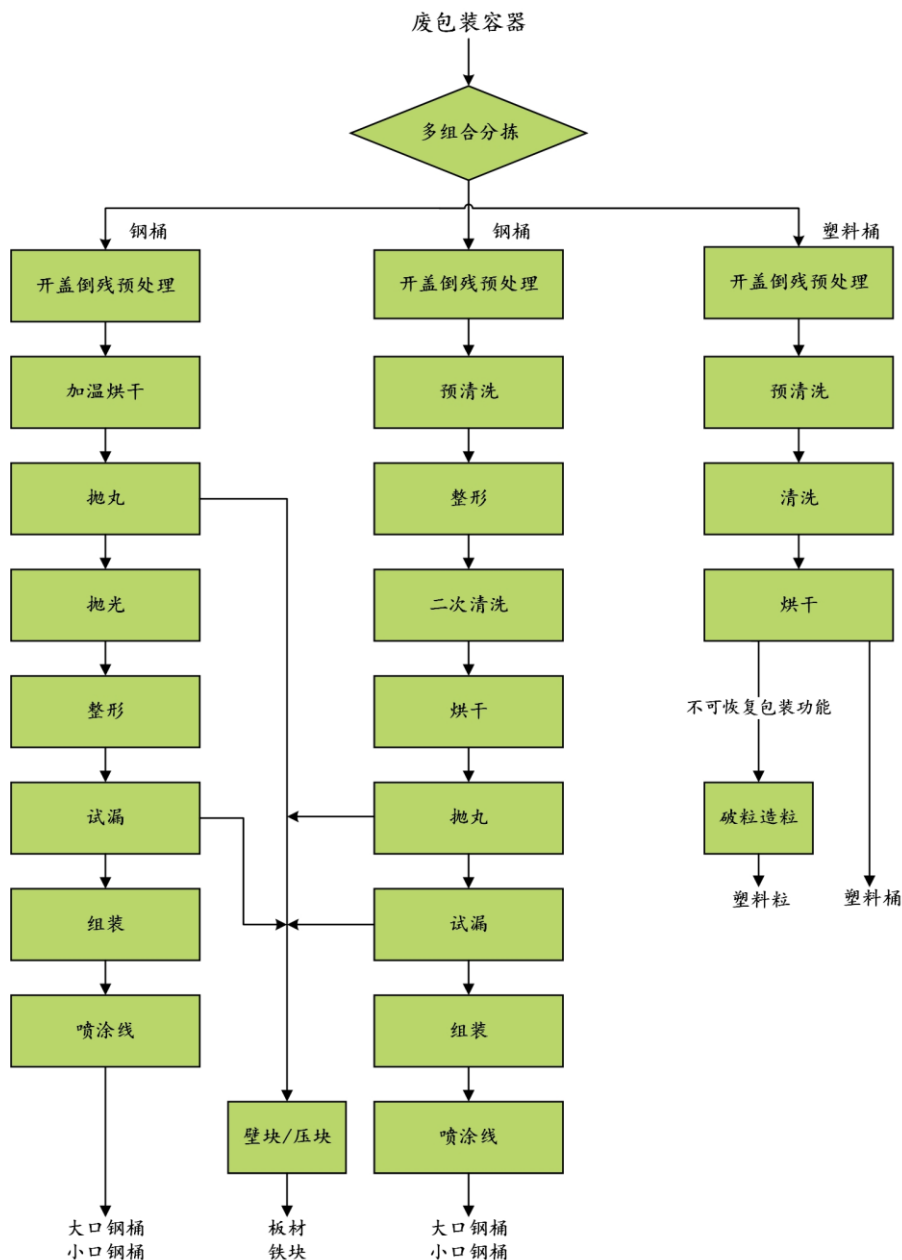 废包装容器
多组合分拣
钢桶
钢桶
塑料桶
开盖倒残预处理
开盖倒残预处理
开盖倒残预处理
加温烘干
预清洗
预清洗
抛丸
整形
清洗
抛光
二次清洗
烘干
整形
烘干
不可恢复包装功能
试漏
抛丸
破粒造粒
塑料粒
塑料桶
组装
试漏
喷涂线
组装
壁块/压块
喷涂线
大口钢桶
小口钢桶
板材
铁块
大口钢桶
小口钢桶